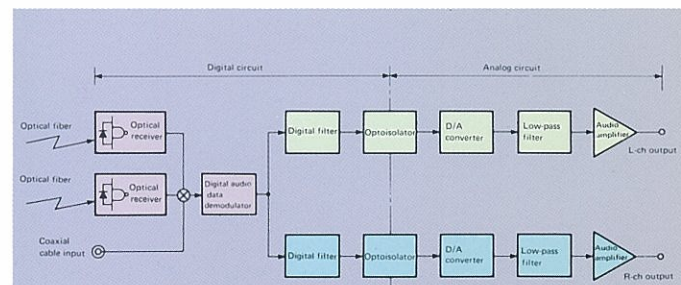 Digital circuit
Analog circuit
Optical fiber
Optical
receiver
Digital filter
Optoisolator
D/A
converter
Low-pass
filter
Audio
amplifier
L-ch output
Optical fiber
Optical
receiver
Digital audio
data
demodulator
Coaxial
cable input
Digital filter
Optoisolator
D/A
converter
Low-pass
filter
Audio
amplifier
R-ch output